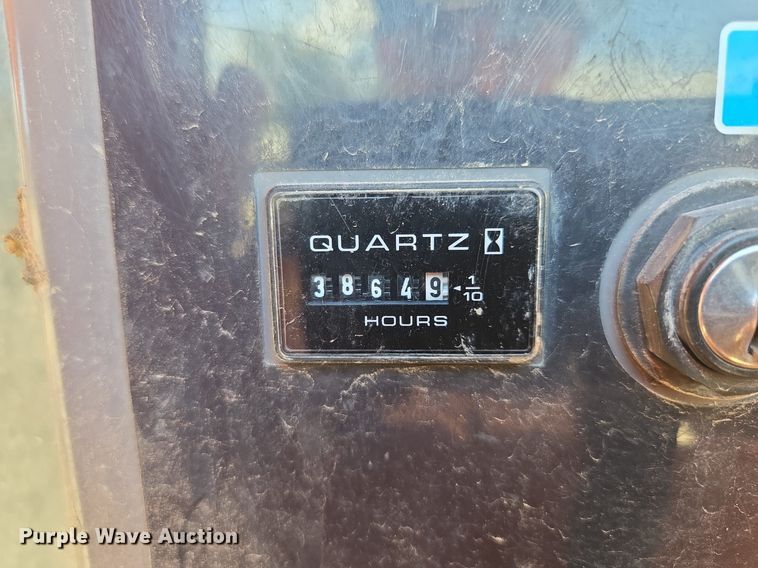 QUARTZ
38649 1/10
HOURS
Purple Wave Auction